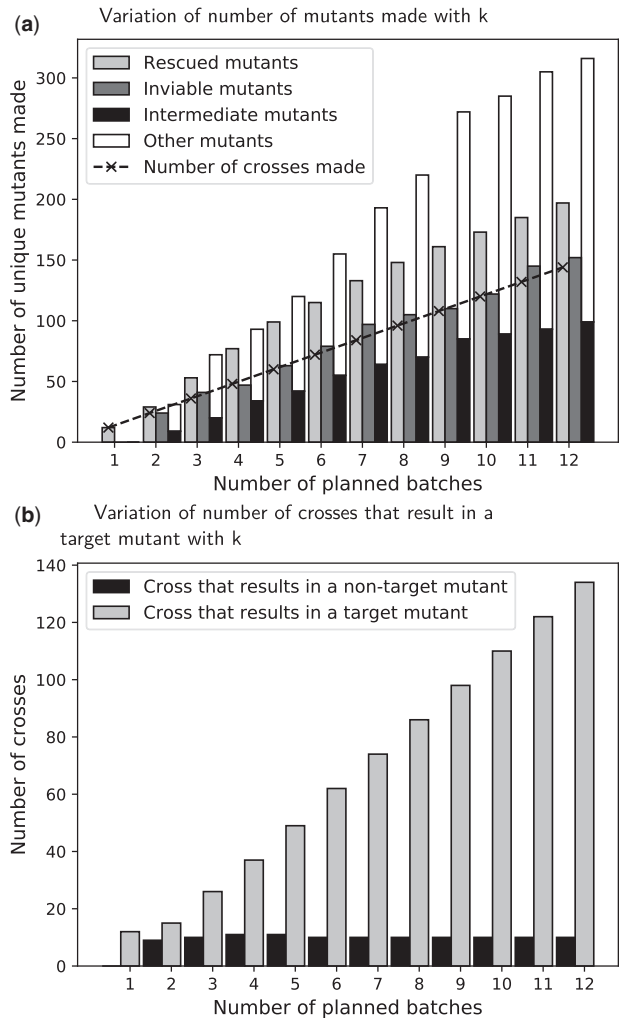 (a)
Variation of number of mutants made with k
Number of unique mutants made
300
250
200
150
100
50
0
Rescued mutants
Inviable mutants
Intermediate mutants
Other mutants
Number of crosses made
1 2 3 4 5 6 7 8 9 10 11 12
Number of planned batches
(b)
Variation of number of crosses that result in a
target mutant with k
Number of crosses
140
120
100
80
60
40
20
0
Cross that results in a non-target mutant
Cross that results in a target mutant
1 2 3 4 5 6 7 8 9 10 11 12
Number of planned batches